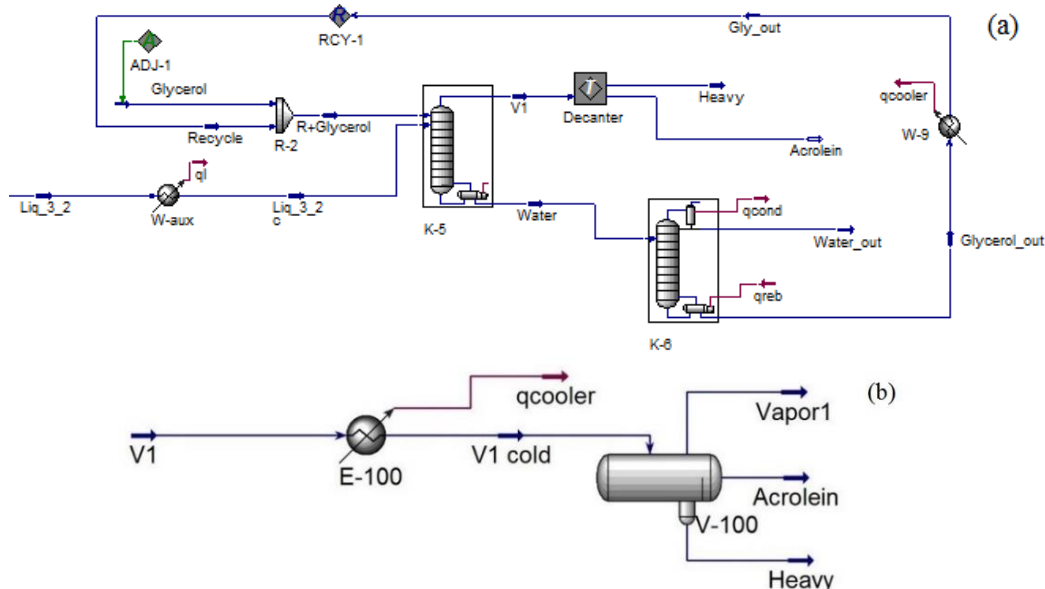 (a)
R
RCY-1
Gly_out
A
ADJ-1
Glycerol
Recycle
R-2
R+Glycerol
V1
T
Decanter
Heavy
Acrolein
qcooler
W-9
Liq_3_2
W-aux
ql
Liq_3_2
c
K-5
Water
qcond
Water_out
Glycerol_out
qreb
K-6
(b)
V1
E-100
qcooler
V1 cold
Vapor1
Acrolein
V-100
Heavy